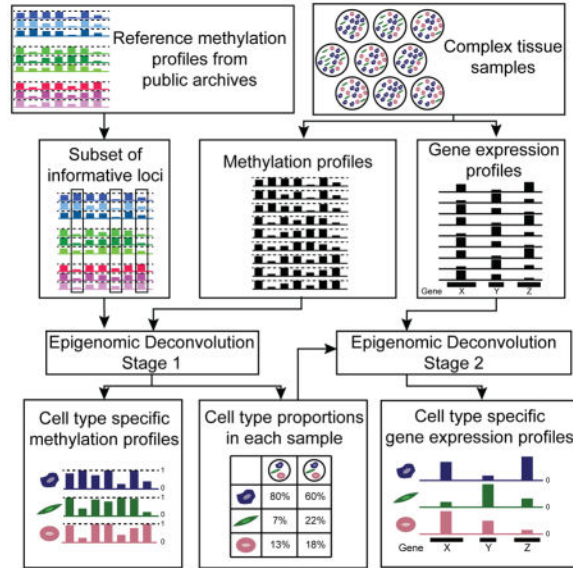 Reference methylation
profiles from
public archives
Complex tissue
samples
Subset of
informative loci
Methylation profiles
Gene expression
profiles
Gene X Y Z
Epigenomic Deconvolution
Stage 1
Epigenomic Deconvolution
Stage 2
Cell type specific
methylation profiles
1
0
1
0
1
0
Cell type proportions
in each sample
80% 60%
7% 22%
13% 18%
Cell type specific
gene expression profiles
0
0
0
Gene X Y Z